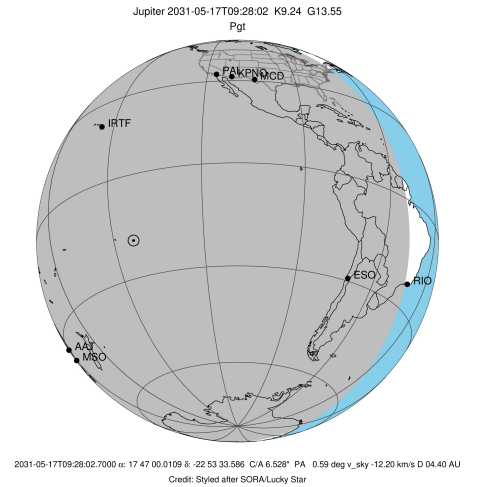 Jupiter 2031-05-17T09:28:02 K9.24 G13.55
Pgt
PAL
KPNO
MCD
IRTF
ESO
RIO
AAT
MSO
2031-05-17T09:28:02.7000 α: 17 47 00.0109 δ: -22 53 33.586 C/A 6.528" PA 0.59 deg v_sky -12.20 km/s D 04.40 AU
Credit: Styled after SORA/Lucky Star